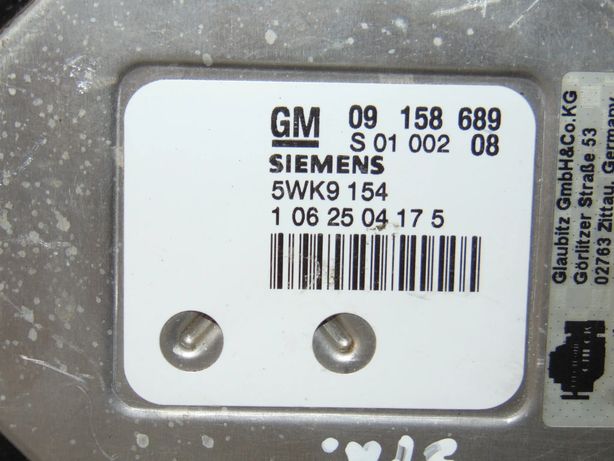 GM 09 158 689
S 01 002 08
SIEMENS
5WK9 154
1 06 25 04 17 5
Glaubitz GmbH&Co.KG
Görlitzer Straße 53
02763 Zittau, Germany